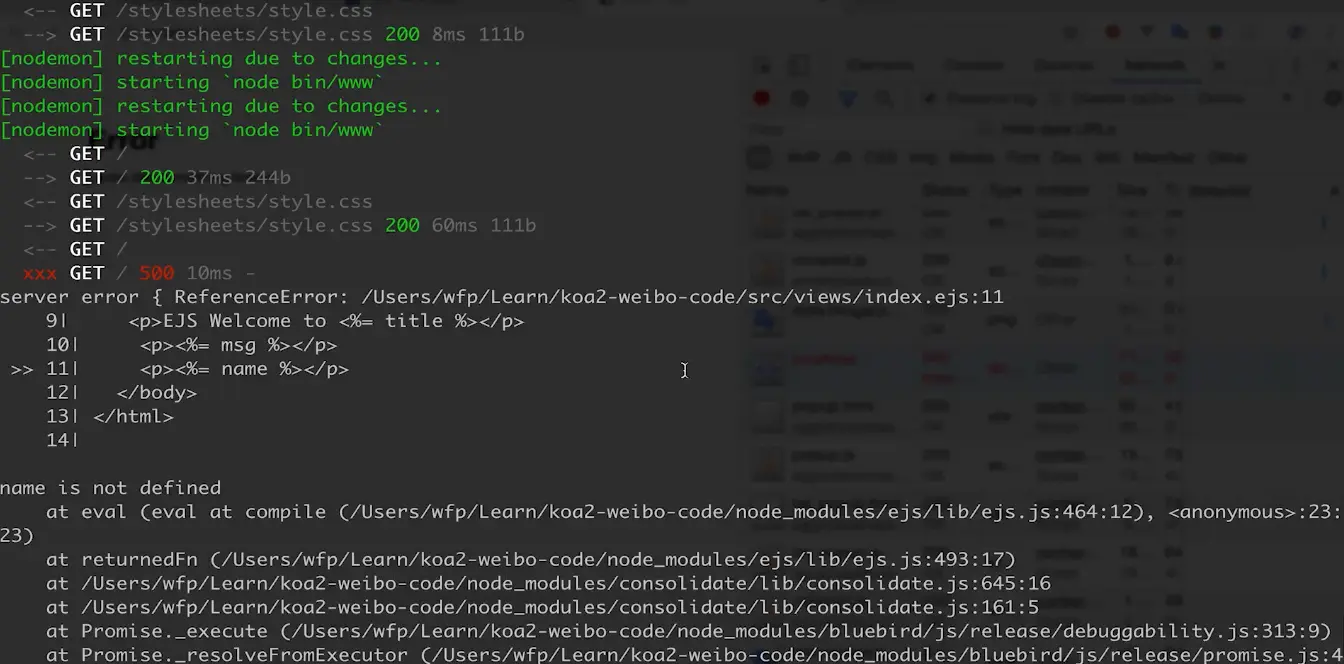 <-- GET /stylesheets/style.css
--> GET /stylesheets/style.css 200 8ms 111b
[nodemon] restarting due to changes...
[nodemon] starting `node bin/www`
[nodemon] restarting due to changes...
[nodemon] starting `node bin/www`
Error
<-- GET /
--> GET / 200 37ms 244b
<-- GET /stylesheets/style.css
--> GET /stylesheets/style.css 200 60ms 111b
<-- GET /
xxx GET / 500 10ms -
server error { ReferenceError: /Users/wfp/Learn/koa2-weibo-code/src/views/index.ejs:11
9| <p>EJS Welcome to <%= title %></p>
10| <p><%= msg %></p>
>> 11| <p><%= name %></p>
12| </body>
13| </html>
14|
name is not defined
at eval (eval at compile (/Users/wfp/Learn/koa2-weibo-code/node_modules/ejs/lib/ejs.js:464:12), <anonymous>:23:
23)
at returnedFn (/Users/wfp/Learn/koa2-weibo-code/node_modules/ejs/lib/ejs.js:493:17)
at /Users/wfp/Learn/koa2-weibo-code/node_modules/consolidate/lib/consolidate.js:645:16
at /Users/wfp/Learn/koa2-weibo-code/node_modules/consolidate/lib/consolidate.js:161:5
at Promise._execute (/Users/wfp/Learn/koa2-weibo-code/node_modules/bluebird/js/release/debuggability.js:313:9)
at Promise._resolveFromExecutor (/Users/wfp/Learn/koa2-weibo-code/node_modules/bluebird/js/release/promise.js:4